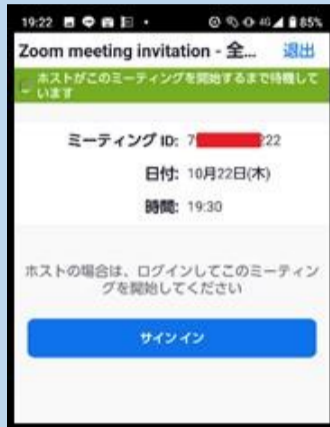 19:22 85%
Zoom meeting invitation - 全... 退出
ホストがこのミーティングを開始するまで待機して
います
ミーティング ID: 7 22
日付: 10月22日(木)
時間: 19:30
ホストの場合は、ログインしてこのミーティン
グを開始してください
サインイン